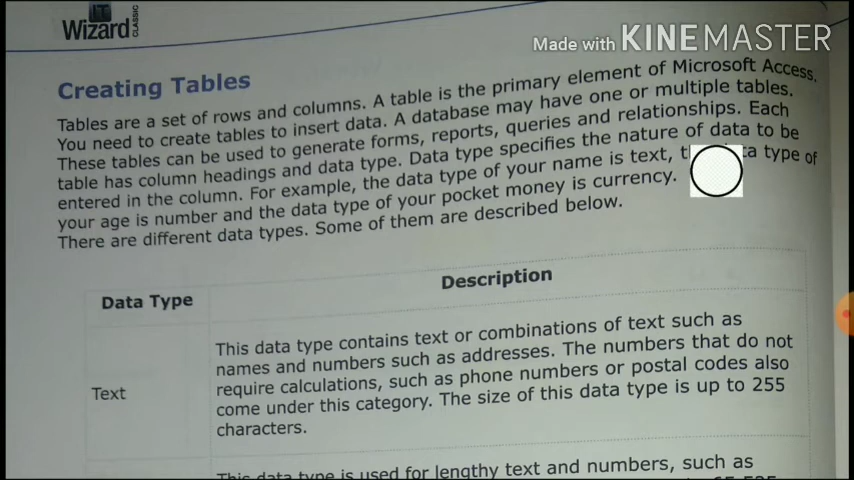 IT
Wizard
CLASSIC
Made with KINEMASTER
Creating Tables
Tables are a set of rows and columns. A table is the primary element of Microsoft Access.
You need to create tables to insert data. A database may have one or multiple tables.
These tables can be used to generate forms, reports, queries and relationships. Each
table has column headings and data type. Data type specifies the nature of data to be
entered in the column. For example, the data type of your name is text, type of
your age is number and the data type of your pocket money is currency.
There are different data types. Some of them are described below.
Data Type
Description
Text
This data type contains text or combinations of text such as
names and numbers such as addresses. The numbers that do not
require calculations, such as phone numbers or postal codes also
come under this category. The size of this data type is up to 255
characters.
This data type is used for lengthy text and numbers, such as